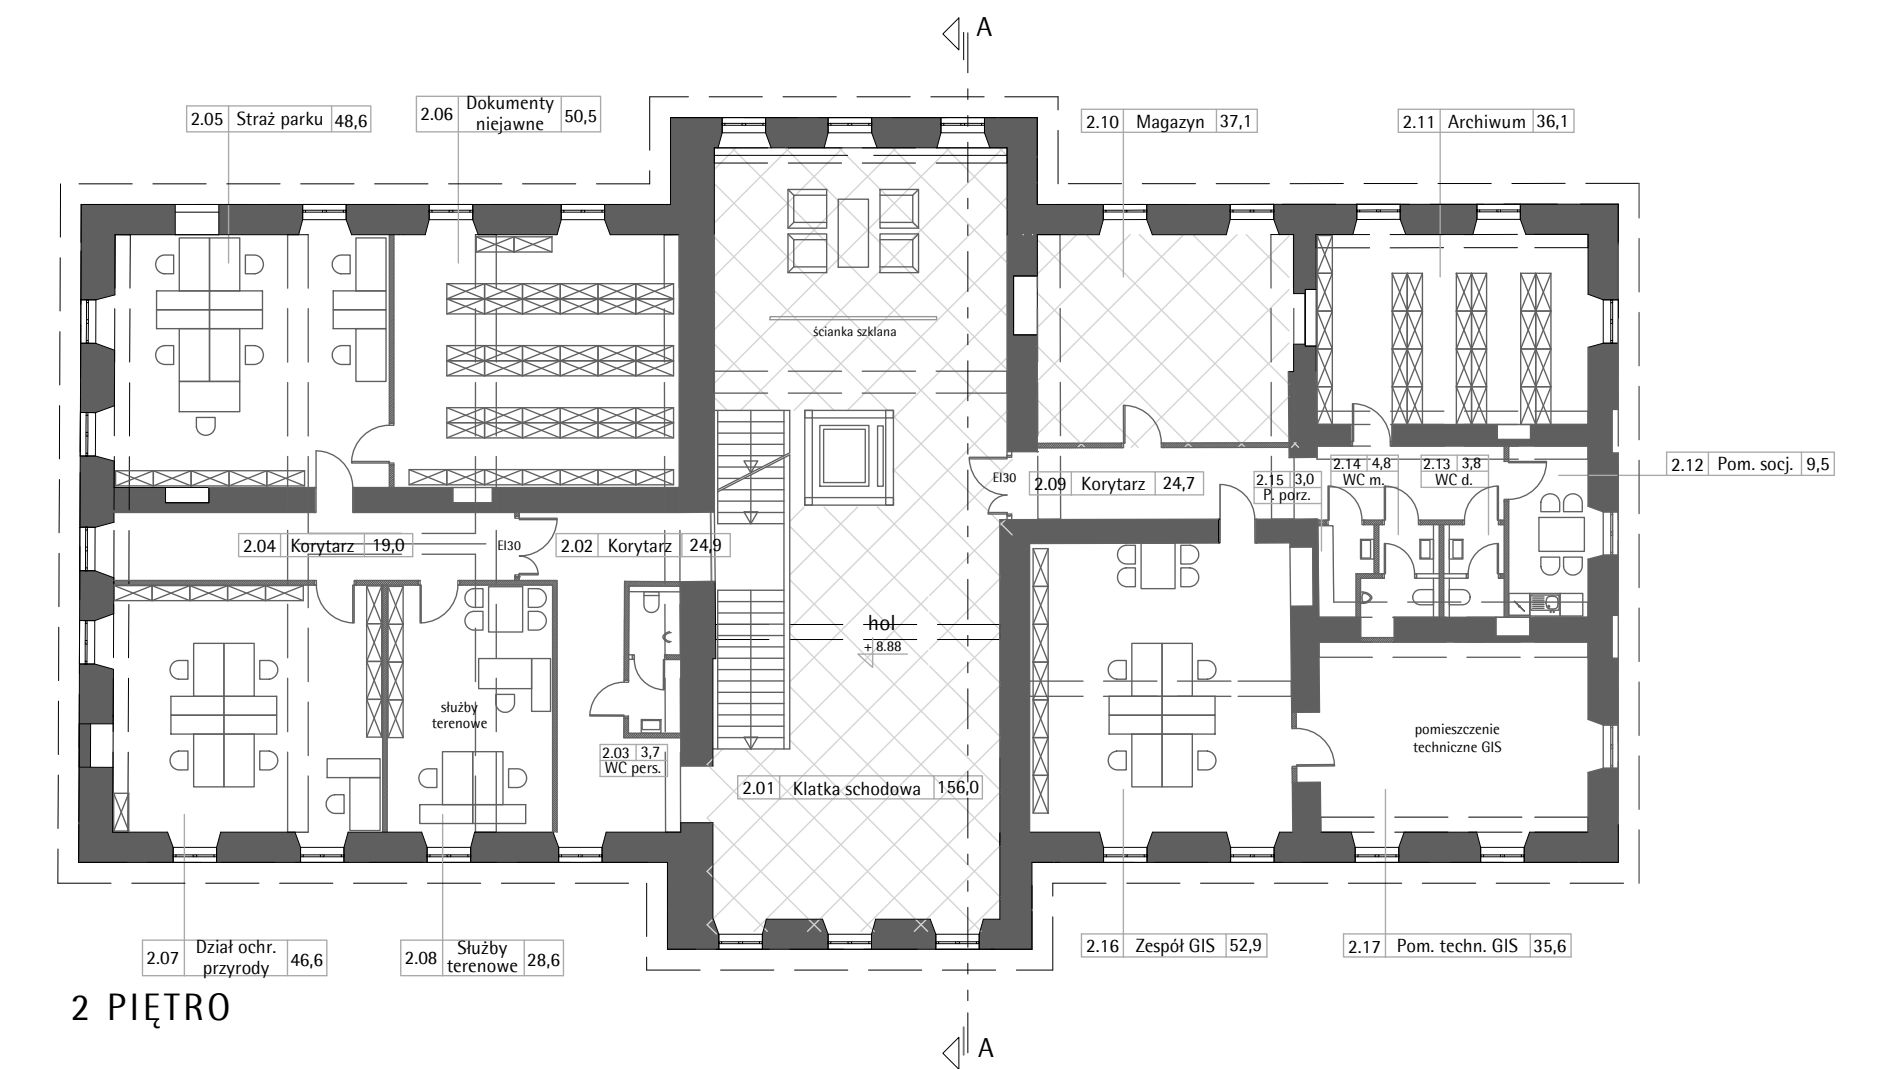 A
2.05 Straż parku 48,6
2.06 Dokumenty niejawne 50,5
2.10 Magazyn 37,1
2.11 Archiwum 36,1
ścianka szklana
2.12 Pom. socj. 9,5
2.14 4,8
WC m.
2.13 3,8
WC d.
EI30
2.09 Korytarz 24,7
2.15 3,0
P. porz.
2.04 Korytarz 19,0
EI30
2.02 Korytarz 24,9
hol
+ 8.88
służby
terenowe
pomieszczenie
techniczne GIS
2.03 3,7
WC pers.
2.01 Klatka schodowa 156,0
2.07 Dział ochr. przyrody 46,6
2.08 Służby terenowe 28,6
2.16 Zespół GIS 52,9
2.17 Pom. techn. GIS 35,6
2 PIĘTRO
A